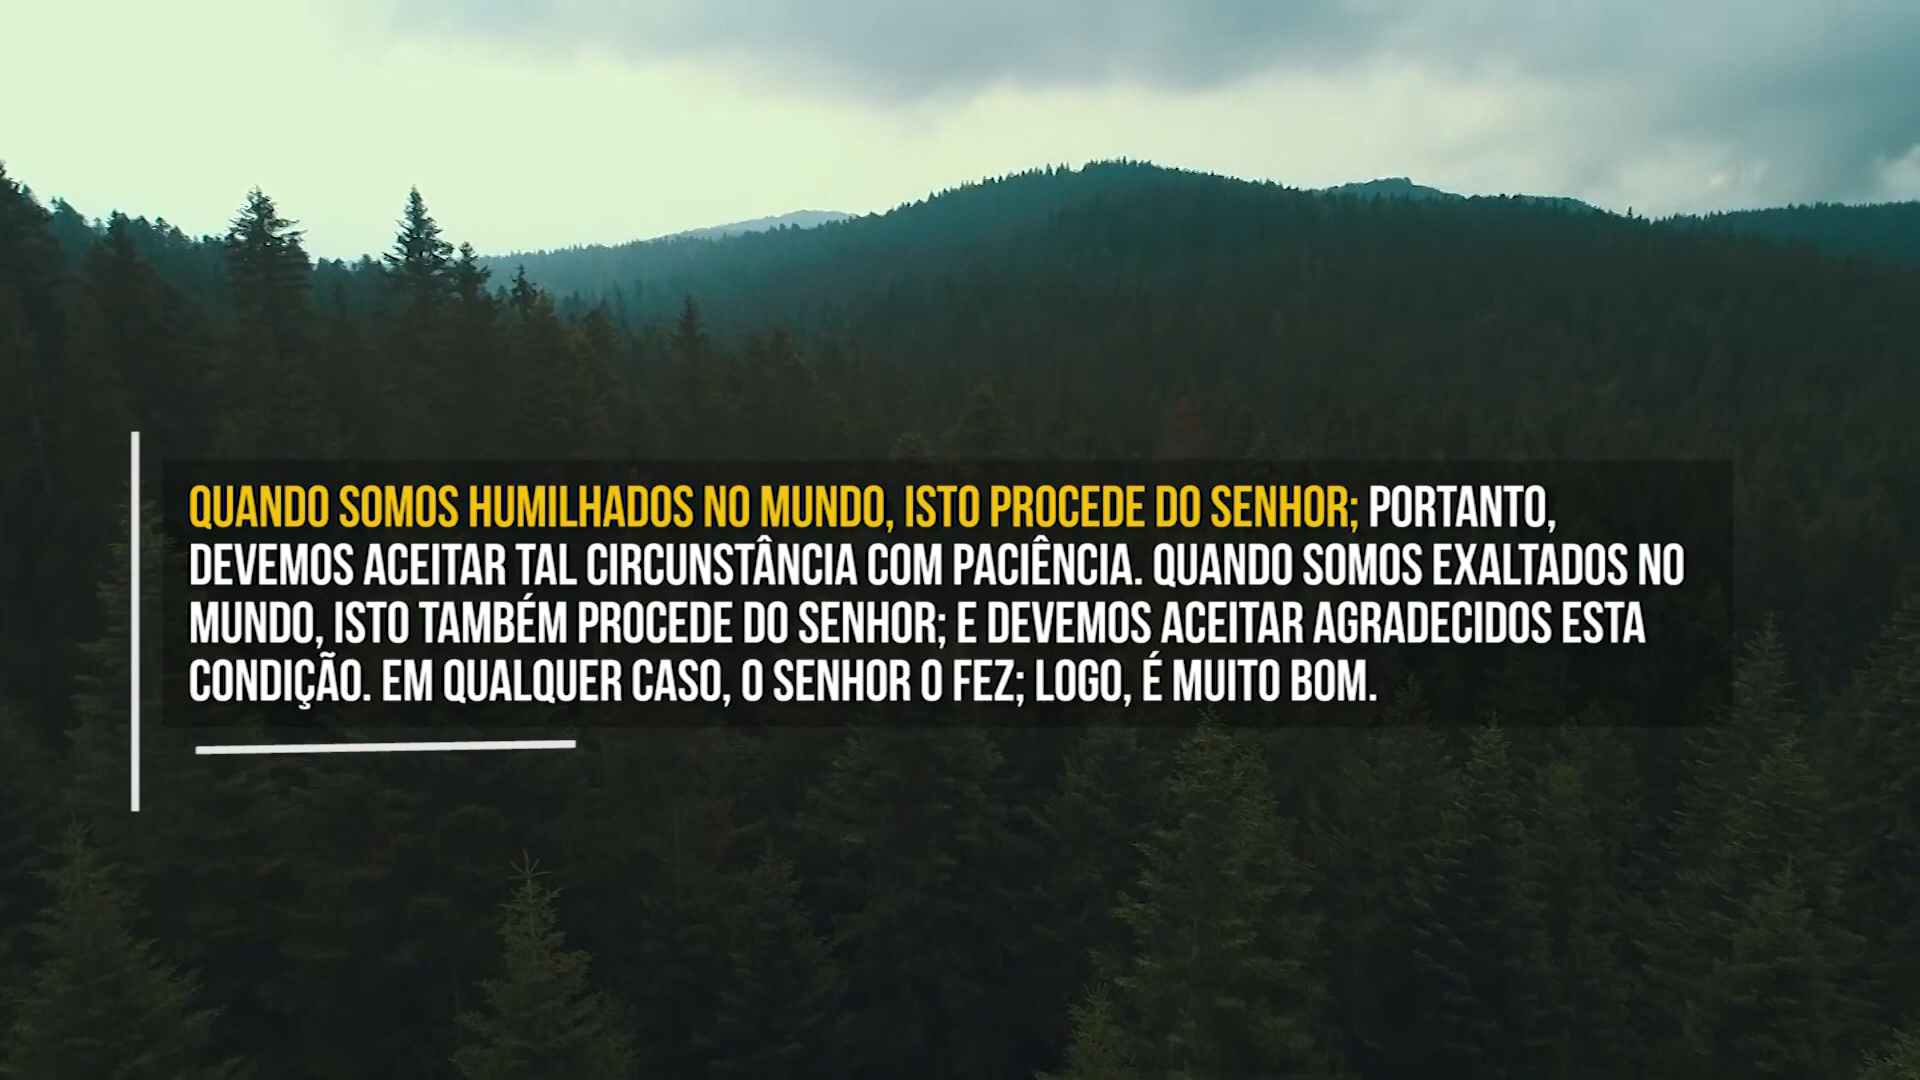 QUANDO SOMOS HUMILHADOS NO MUNDO, ISTO PROCEDE DO SENHOR; PORTANTO,
DEVEMOS ACEITAR TAL CIRCUNSTÂNCIA COM PACIÊNCIA. QUANDO SOMOS EXALTADOS NO
MUNDO, ISTO TAMBÉM PROCEDE DO SENHOR; E DEVEMOS ACEITAR AGRADECIDOS ESTA
CONDIÇÃO. EM QUALQUER CASO, O SENHOR O FEZ; LOGO, É MUITO BOM.